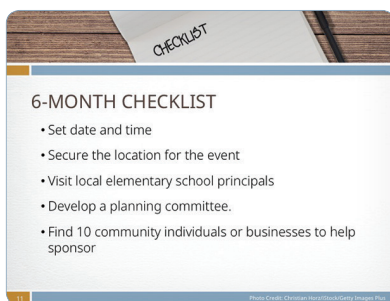 CHECKLIST
6-MONTH CHECKLIST
• Set date and time
• Secure the location for the event
• Visit local elementary school principals
• Develop a planning committee.
• Find 10 community individuals or businesses to help
sponsor
11
Photo Credit: Christian Horz/iStock/Getty Images Plus